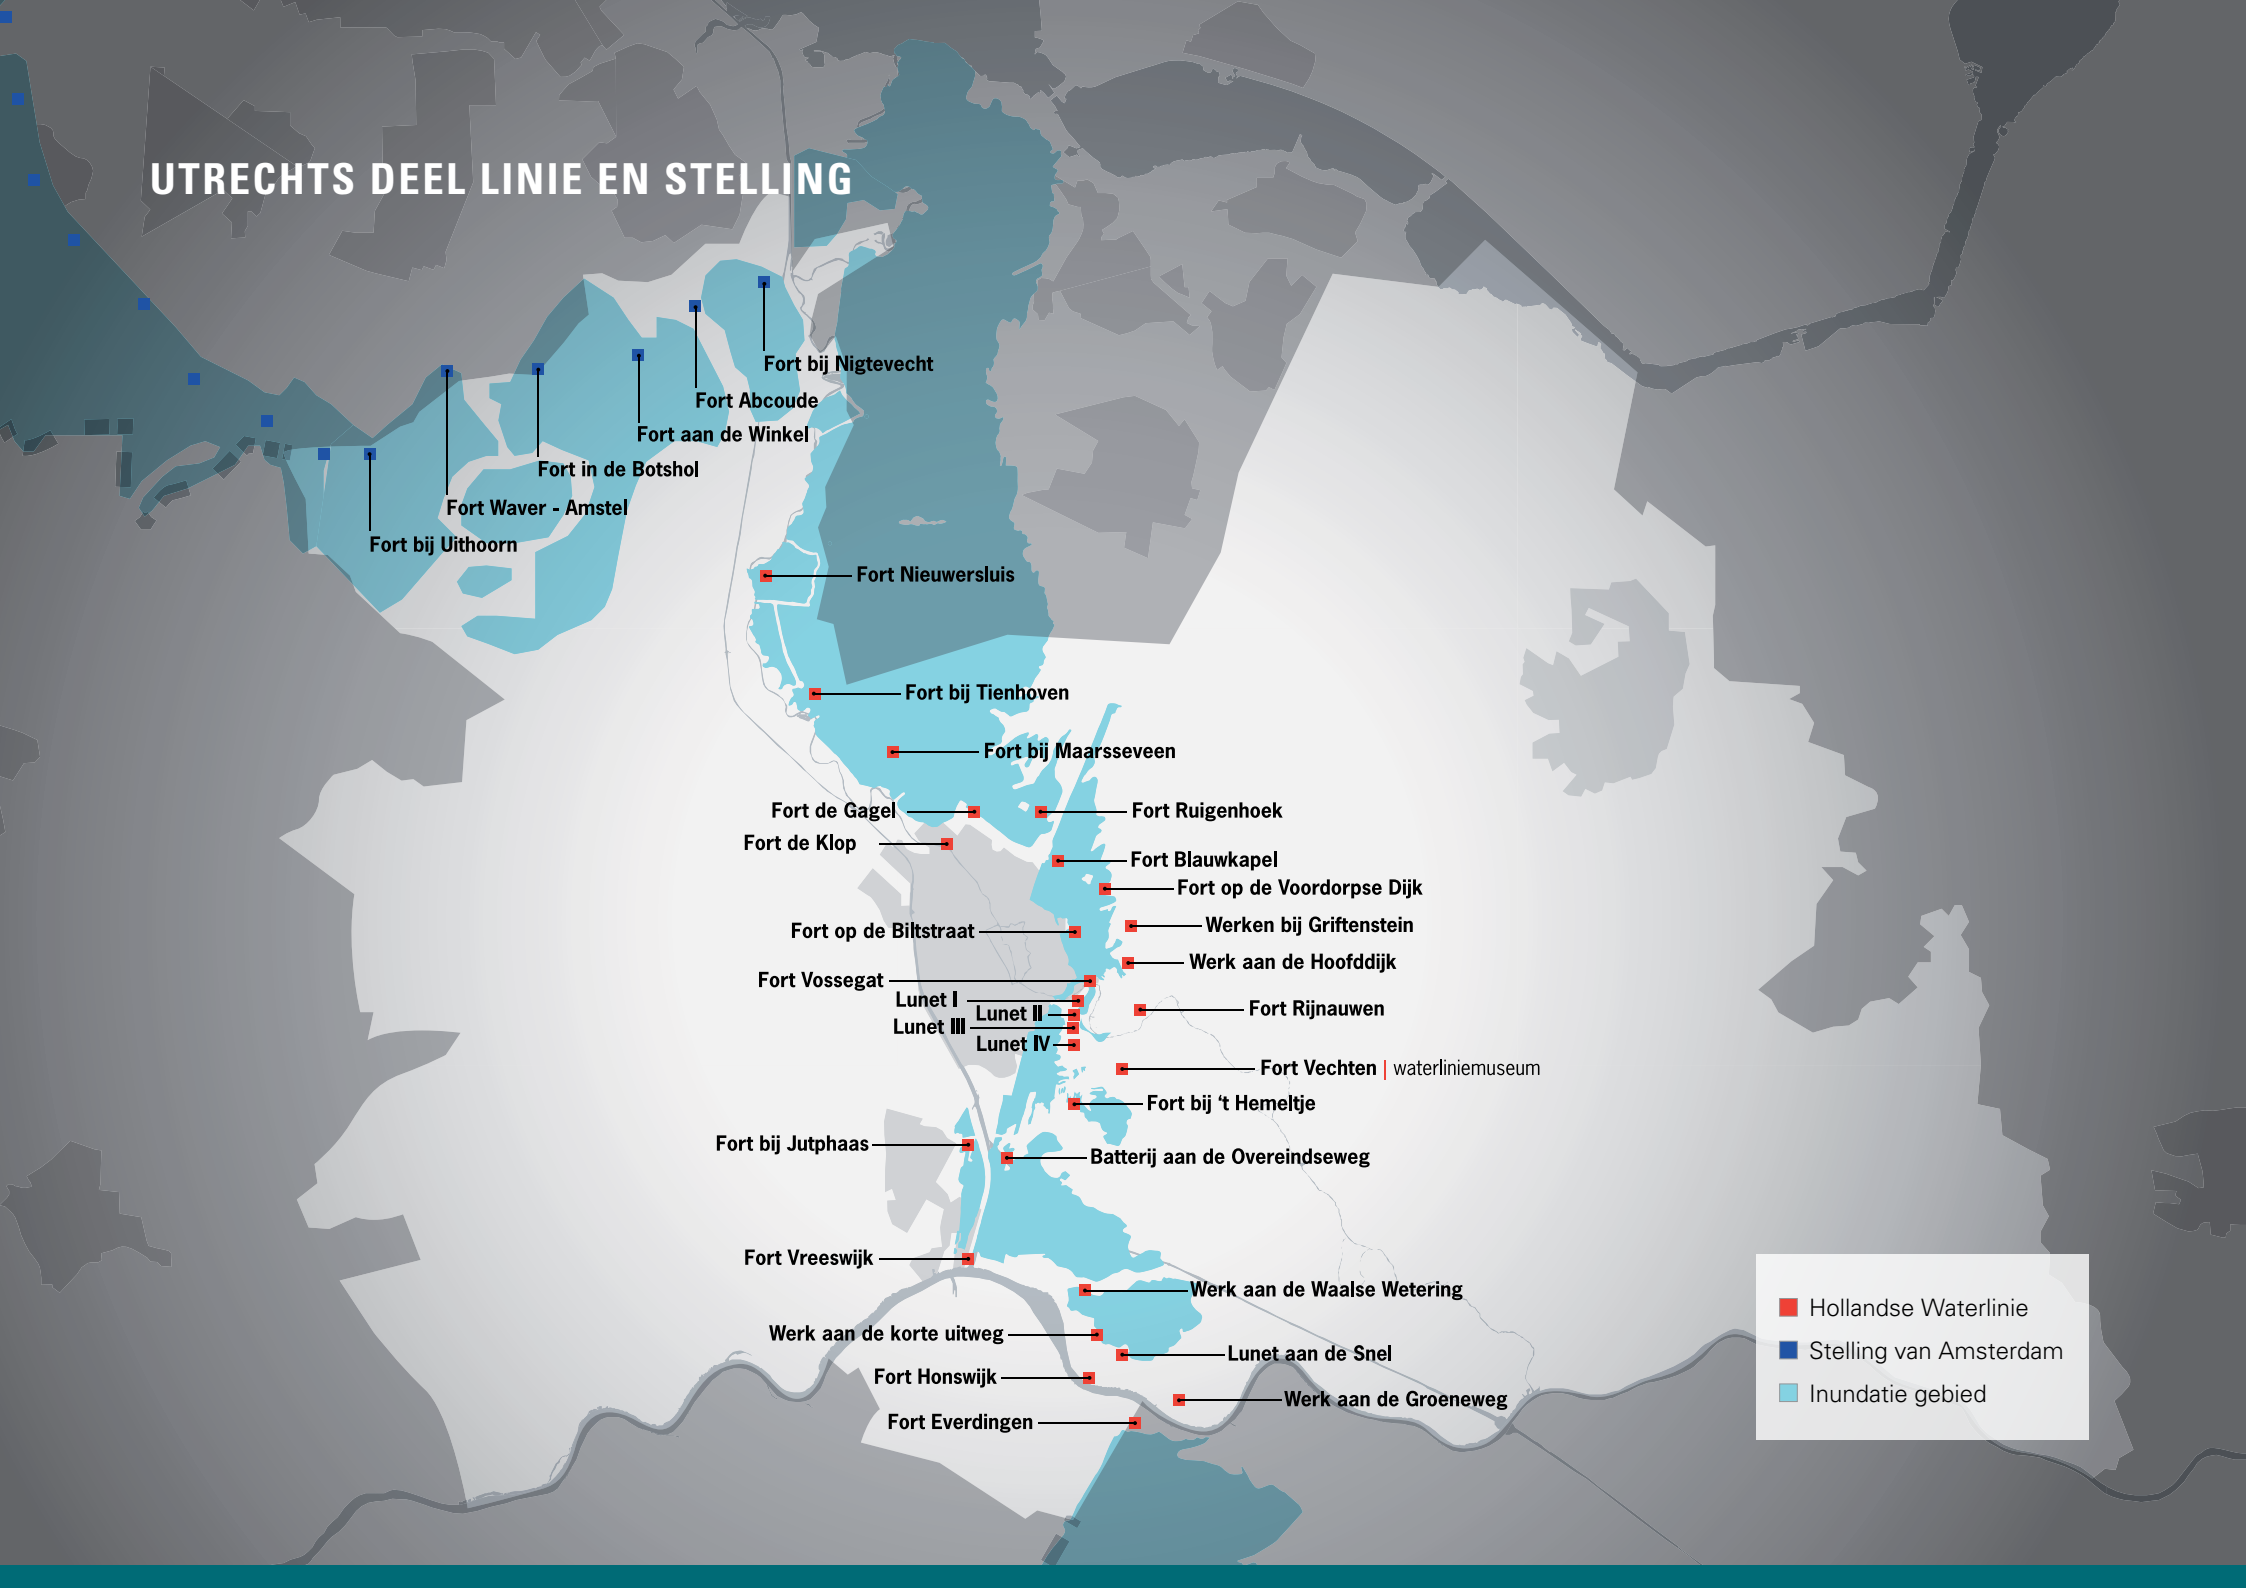 UTRECHTS DEEL LINIE EN STELLING
Fort bij Nigtevecht
Fort Abcoude
Fort aan de Winkel
Fort in de Botshol
Fort Waver - Amstel
Fort bij Uithoorn
Fort Nieuwersluis
Fort bij Tienhoven
Fort bij Maarsseveen
Fort de Gagel
Fort Ruigenhoek
Fort de Klop
Fort Blauwkapel
Fort op de Voordorpse Dijk
Werken bij Griftenstein
Fort op de Biltstraat
Werk aan de Hoofddijk
Fort Vossegat
Lunet I
Fort Rijnauwen
Lunet II
Lunet III
Lunet IV
Fort Vechten | waterliniemuseum
Fort bij ‘t Hemeltje
Fort bij Jutphaas
Batterij aan de Overeindseweg
Fort Vreeswijk
Werk aan de Waalse Wetering
Werk aan de korte uitweg
Lunet aan de Snel
Fort Honswijk
Werk aan de Groeneweg
Fort Everdingen
Hollandse Waterlinie
Stelling van Amsterdam
Inundatie gebied